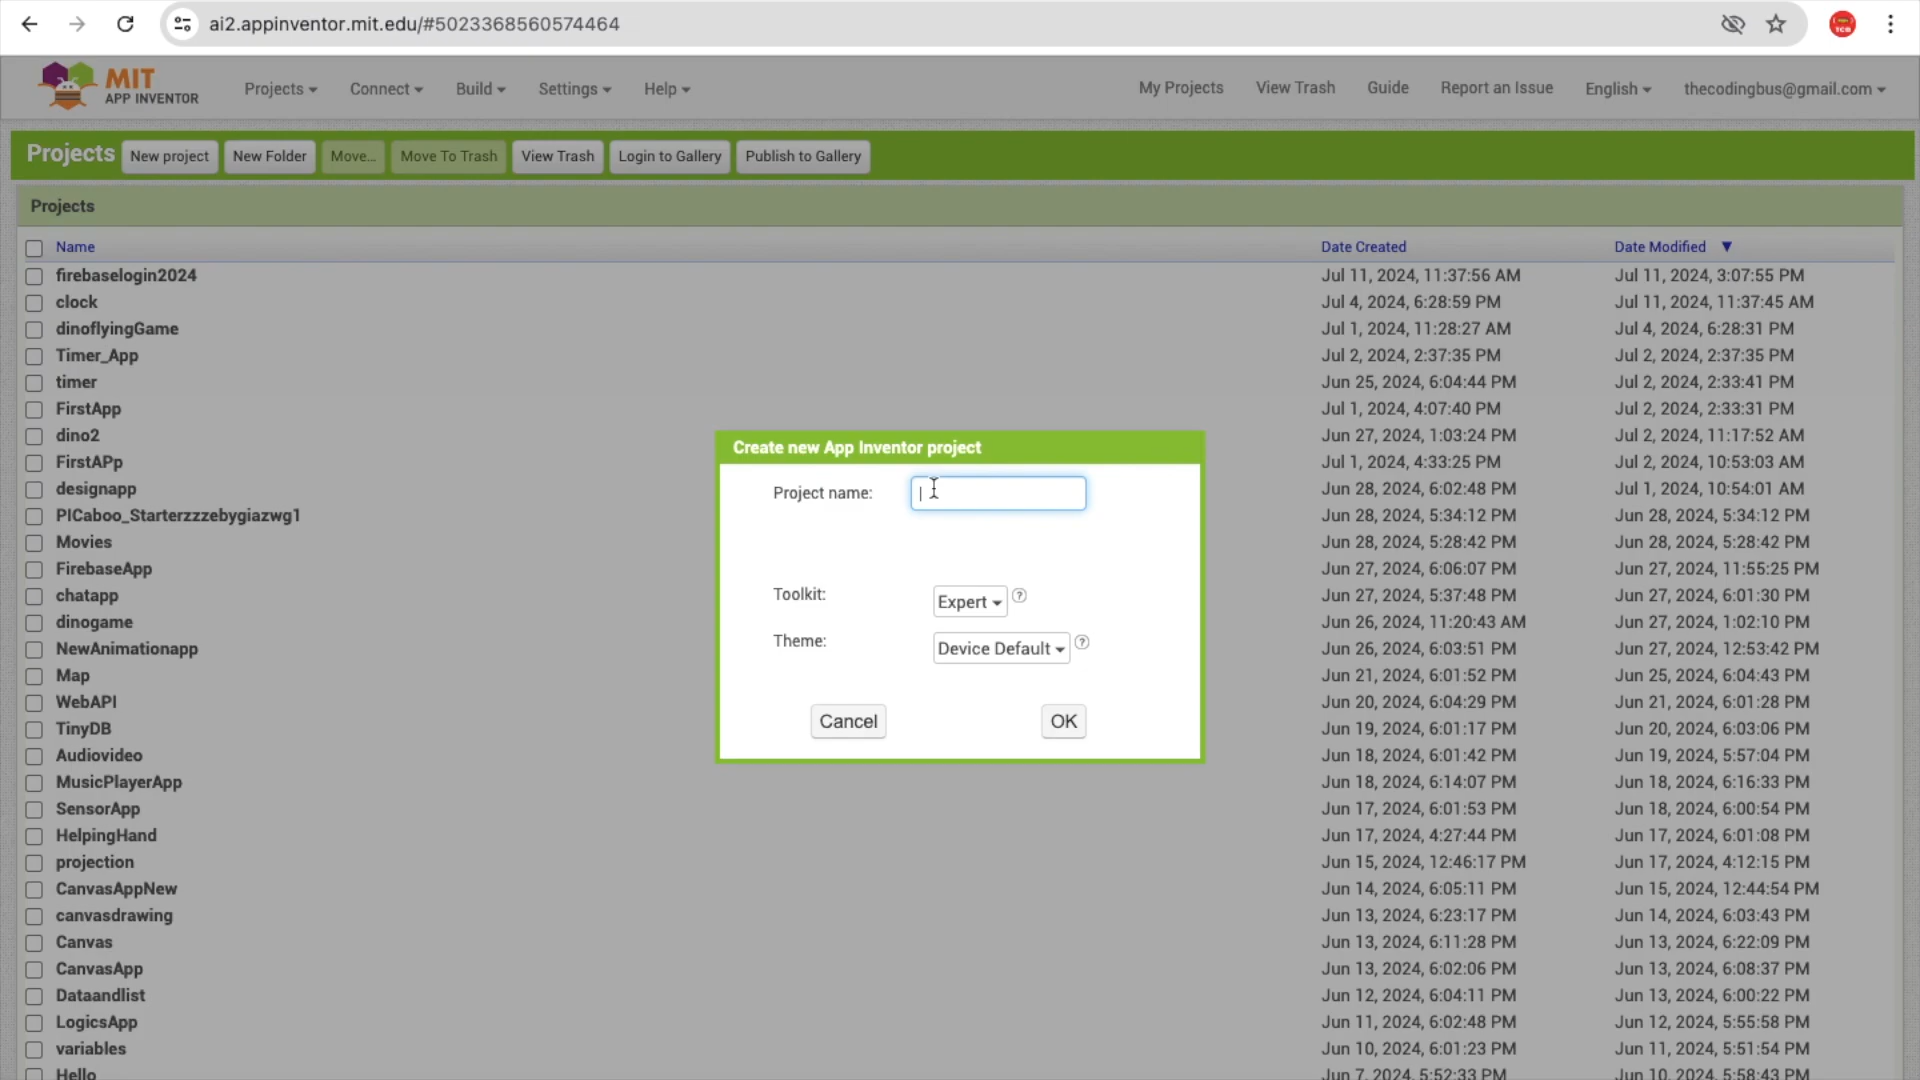 ai2.appinventor.mit.edu/#5023368560574464
TCB
MIT
APP INVENTOR
Projects Connect Build Settings Help My Projects View Trash Guide Report an Issue English thecodingbus@gmail.com
Projects New project New Folder Move... Move To Trash View Trash Login to Gallery Publish to Gallery
Projects
Name Date Created Date Modified ▼
firebaselogin2024 Jul 11, 2024, 11:37:56 AM Jul 11, 2024, 3:07:55 PM
clock Jul 4, 2024, 6:28:59 PM Jul 11, 2024, 11:37:45 AM
dinoflyingGame Jul 1, 2024, 11:28:27 AM Jul 4, 2024, 6:28:31 PM
Timer_App Jul 2, 2024, 2:37:35 PM Jul 2, 2024, 2:37:35 PM
timer Jun 25, 2024, 6:04:44 PM Jul 2, 2024, 2:33:41 PM
FirstApp Jul 1, 2024, 4:07:40 PM Jul 2, 2024, 2:33:31 PM
dino2 Jun 27, 2024, 1:03:24 PM Jul 2, 2024, 11:17:52 AM
FirstAPp Jul 1, 2024, 4:33:25 PM Jul 2, 2024, 10:53:03 AM
designapp Jun 28, 2024, 6:02:48 PM Jul 1, 2024, 10:54:01 AM
PICaboo_Starterzzzebygiazwg1 Jun 28, 2024, 5:34:12 PM Jun 28, 2024, 5:34:12 PM
Movies Jun 28, 2024, 5:28:42 PM Jun 28, 2024, 5:28:42 PM
FirebaseApp Jun 27, 2024, 6:06:07 PM Jun 27, 2024, 11:55:25 PM
chatapp Jun 27, 2024, 5:37:48 PM Jun 27, 2024, 6:01:30 PM
dinogame Jun 26, 2024, 11:20:43 AM Jun 27, 2024, 1:02:10 PM
NewAnimationapp Jun 26, 2024, 6:03:51 PM Jun 27, 2024, 12:53:42 PM
Map Jun 21, 2024, 6:01:52 PM Jun 25, 2024, 6:04:43 PM
WebAPI Jun 20, 2024, 6:04:29 PM Jun 21, 2024, 6:01:28 PM
TinyDB Jun 19, 2024, 6:01:17 PM Jun 20, 2024, 6:03:06 PM
Audiovideo Jun 18, 2024, 6:01:42 PM Jun 19, 2024, 5:57:04 PM
MusicPlayerApp Jun 18, 2024, 6:14:07 PM Jun 18, 2024, 6:16:33 PM
SensorApp Jun 17, 2024, 6:01:53 PM Jun 18, 2024, 6:00:54 PM
HelpingHand Jun 17, 2024, 4:27:44 PM Jun 17, 2024, 6:01:08 PM
projection Jun 15, 2024, 12:46:17 PM Jun 17, 2024, 4:12:15 PM
CanvasAppNew Jun 14, 2024, 6:05:11 PM Jun 15, 2024, 12:44:54 PM
canvasdrawing Jun 13, 2024, 6:23:17 PM Jun 14, 2024, 6:03:43 PM
Canvas Jun 13, 2024, 6:11:28 PM Jun 13, 2024, 6:22:09 PM
CanvasApp Jun 13, 2024, 6:02:06 PM Jun 13, 2024, 6:08:37 PM
Dataandlist Jun 12, 2024, 6:04:11 PM Jun 13, 2024, 6:00:22 PM
LogicsApp Jun 11, 2024, 6:02:48 PM Jun 12, 2024, 5:55:58 PM
variables Jun 10, 2024, 6:01:23 PM Jun 11, 2024, 5:51:54 PM
Hello Jun 7, 2024, 5:52:33 PM Jun 10, 2024, 5:58:43 PM
Create new App Inventor project
Project name:
Toolkit: Expert ?
Theme: Device Default ?
Cancel OK